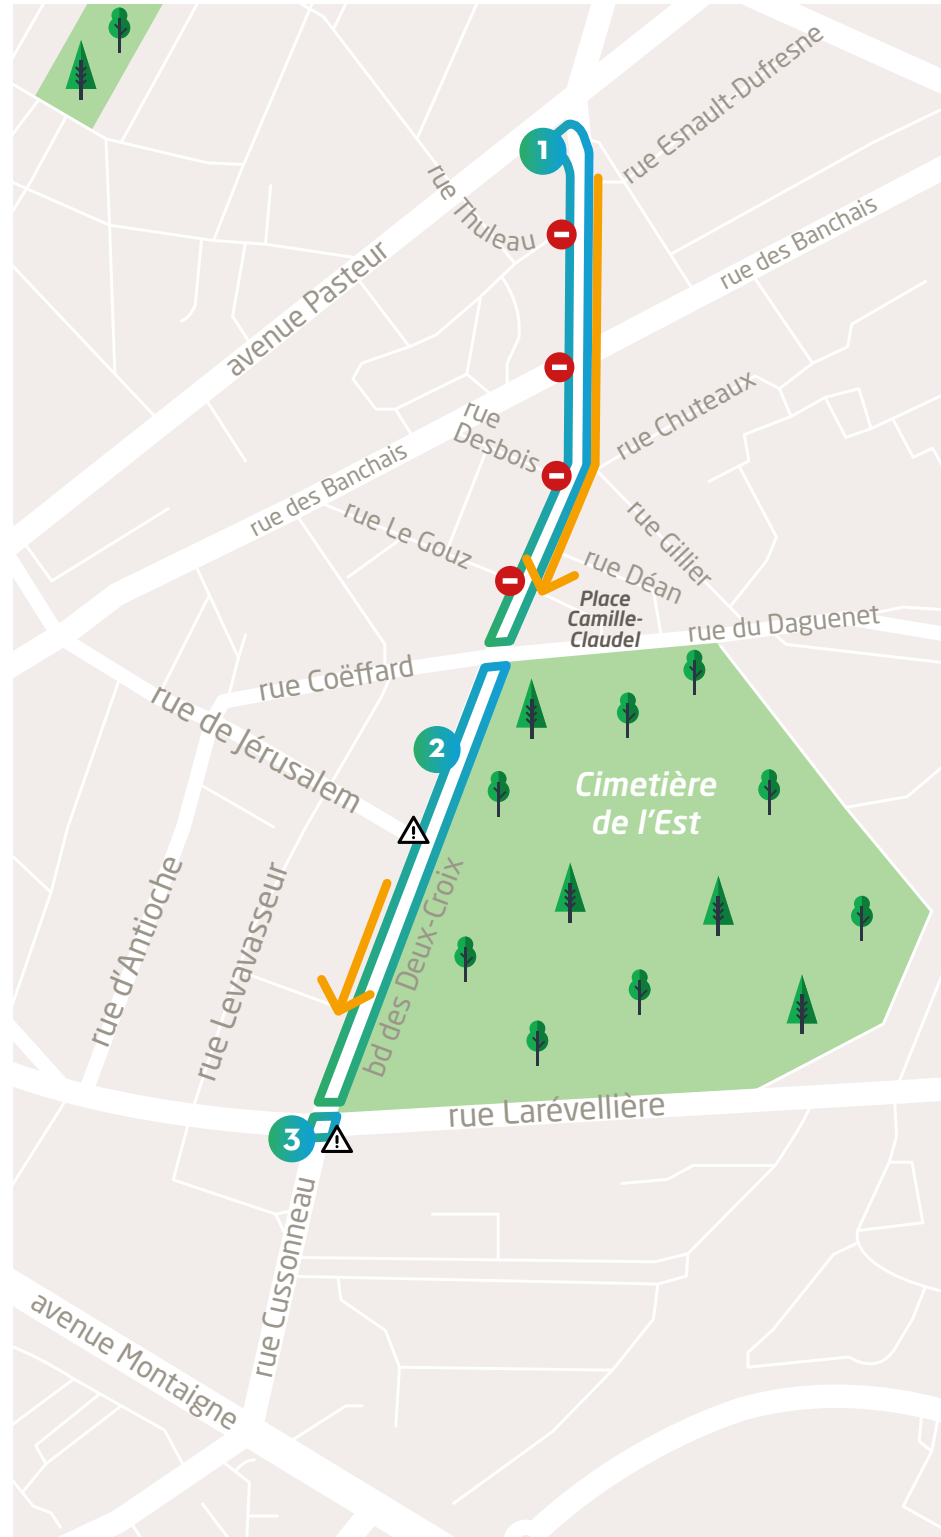 rue Esnault-Dufresne
1
rue Thuleau
rue des Banchais
avenue Pasteur
rue Chuteaux
rue
Desbois
rue des Banchais
rue Le Gouz
rue Gillier
rue Déan
Place
Camille-
Claudel
rue du Daguenet
rue Coëffard
rue de Jérusalem
2
Cimetière
de l'Est
!
bd des Deux-Croix
rue d'Antioche
rue Levavasseur
rue Larévellière
3
!
rue Cussonneau
avenue Montaigne